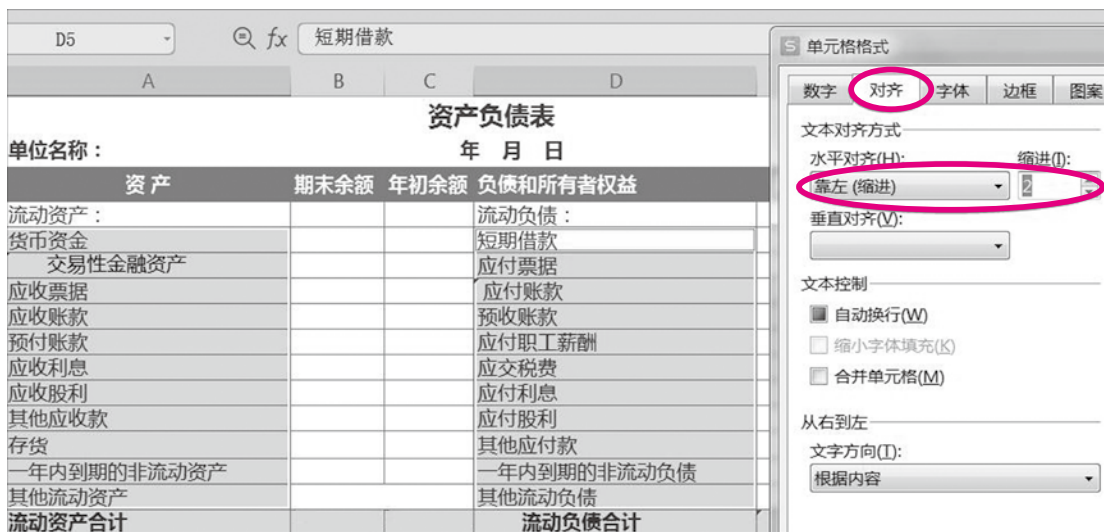 D5 fx 短期借款
A B C D
资产负债表
单位名称： 年 月 日
资 产 期末余额 年初余额 负债和所有者权益
流动资产： 流动负债：
货币资金 短期借款
交易性金融资产 应付票据
应收票据 应付账款
应收账款 预收账款
预付账款 应付职工薪酬
应收利息 应交税费
应收股利 应付利息
其他应收款 应付股利
存货 其他应付款
一年内到期的非流动资产 一年内到期的非流动负债
其他流动资产 其他流动负债
流动资产合计 流动负债合计
S 单元格格式
数字 对齐 字体 边框 图案
文本对齐方式
水平对齐(H): 缩进(I):
靠左 (缩进) 2
垂直对齐(V):
文本控制
自动换行(W)
缩小字体填充(K)
合并单元格(M)
从右到左
文字方向(T):
根据内容